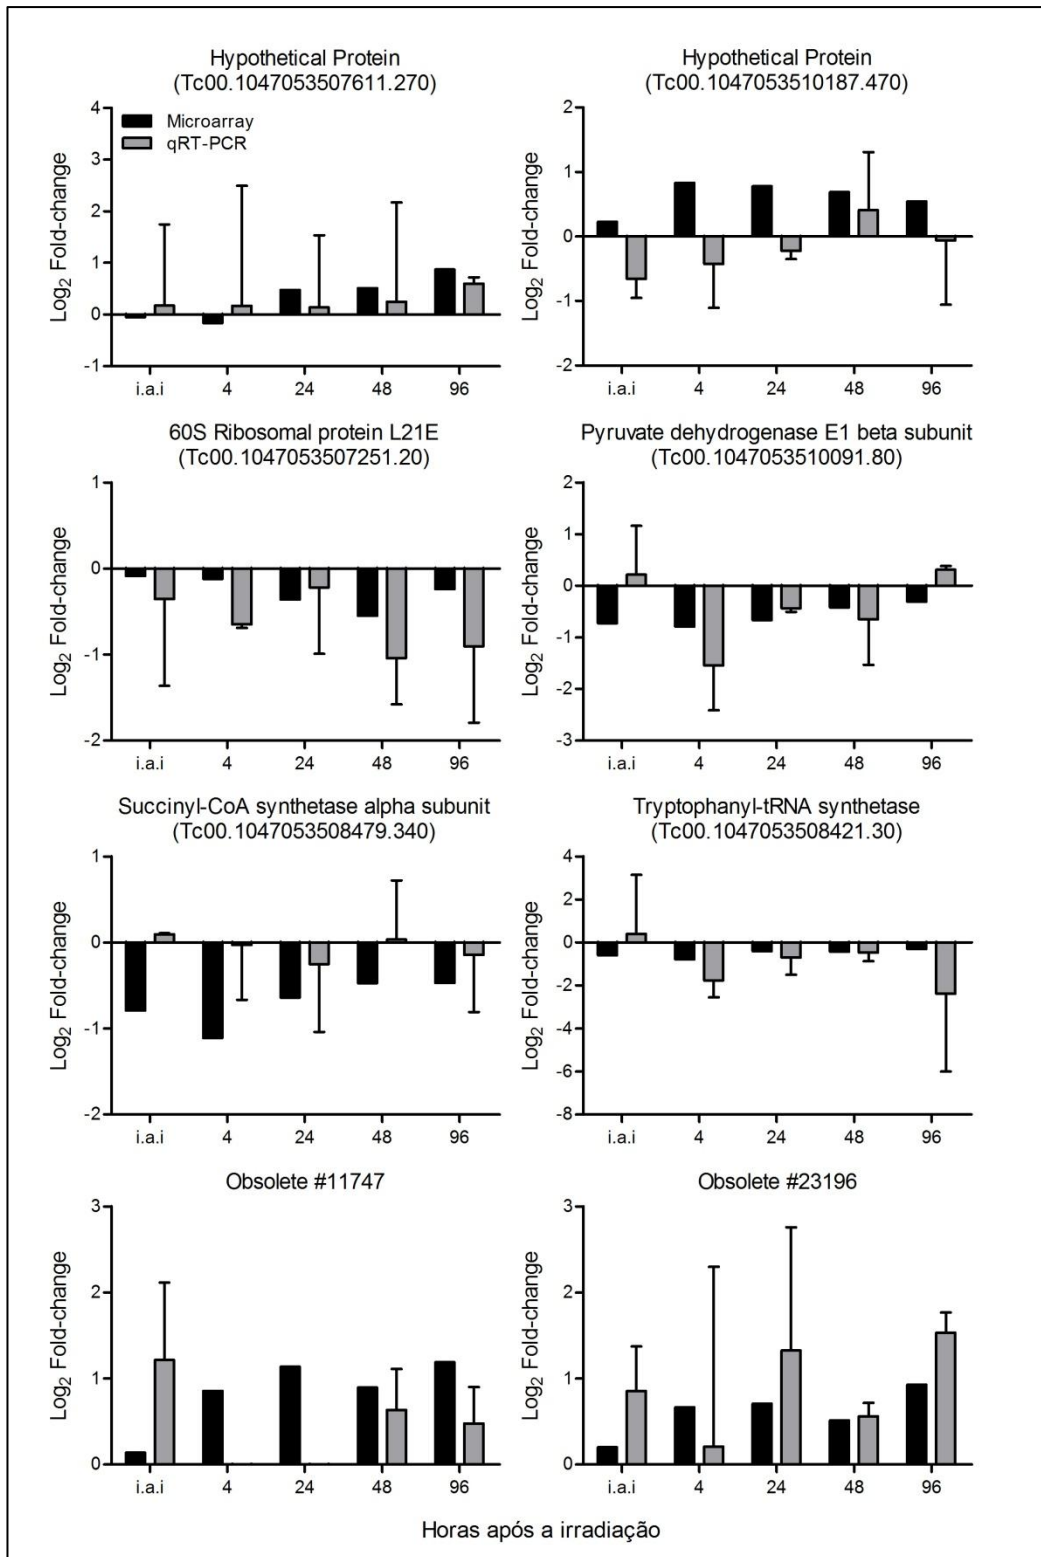 Hypothetical Protein
(Tc00.1047053507611.270)
Log2 Fold-change
4
3
2
1
0
-1
Microarray
qRT-PCR
i.a.i 4 24 48 96
Hypothetical Protein
(Tc00.1047053510187.470)
Log2 Fold-change
2
1
0
-1
-2
i.a.i 4 24 48 96
60S Ribosomal protein L21E
(Tc00.1047053507251.20)
Log2 Fold-change
1
0
-1
-2
i.a.i 4 24 48 96
Pyruvate dehydrogenase E1 beta subunit
(Tc00.1047053510091.80)
Log2 Fold-change
2
1
0
-1
-2
-3
i.a.i 4 24 48 96
Succinyl-CoA synthetase alpha subunit
(Tc00.1047053508479.340)
Log2 Fold-change
1
0
-1
-2
i.a.i 4 24 48 96
Tryptophanyl-tRNA synthetase
(Tc00.1047053508421.30)
Log2 Fold-change
4
2
0
-2
-4
-6
-8
i.a.i 4 24 48 96
Obsolete #11747
Log2 Fold-change
3
2
1
0
i.a.i 4 24 48 96
Obsolete #23196
Log2 Fold-change
3
2
1
0
i.a.i 4 24 48 96
Horas após a irradiação